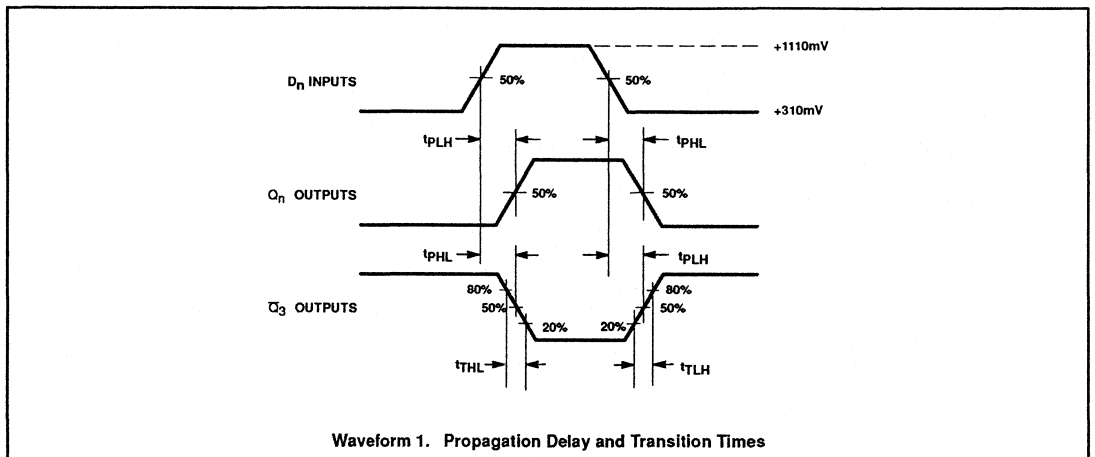 +1110mV
Dn INPUTS
50%
50%
+310mV
tPLH
tPHL
Qn OUTPUTS
50%
50%
tPHL
tPLH
80%
80%
Q̅3 OUTPUTS
50%
50%
20%
20%
tTHL
tTLH
Waveform 1. Propagation Delay and Transition Times